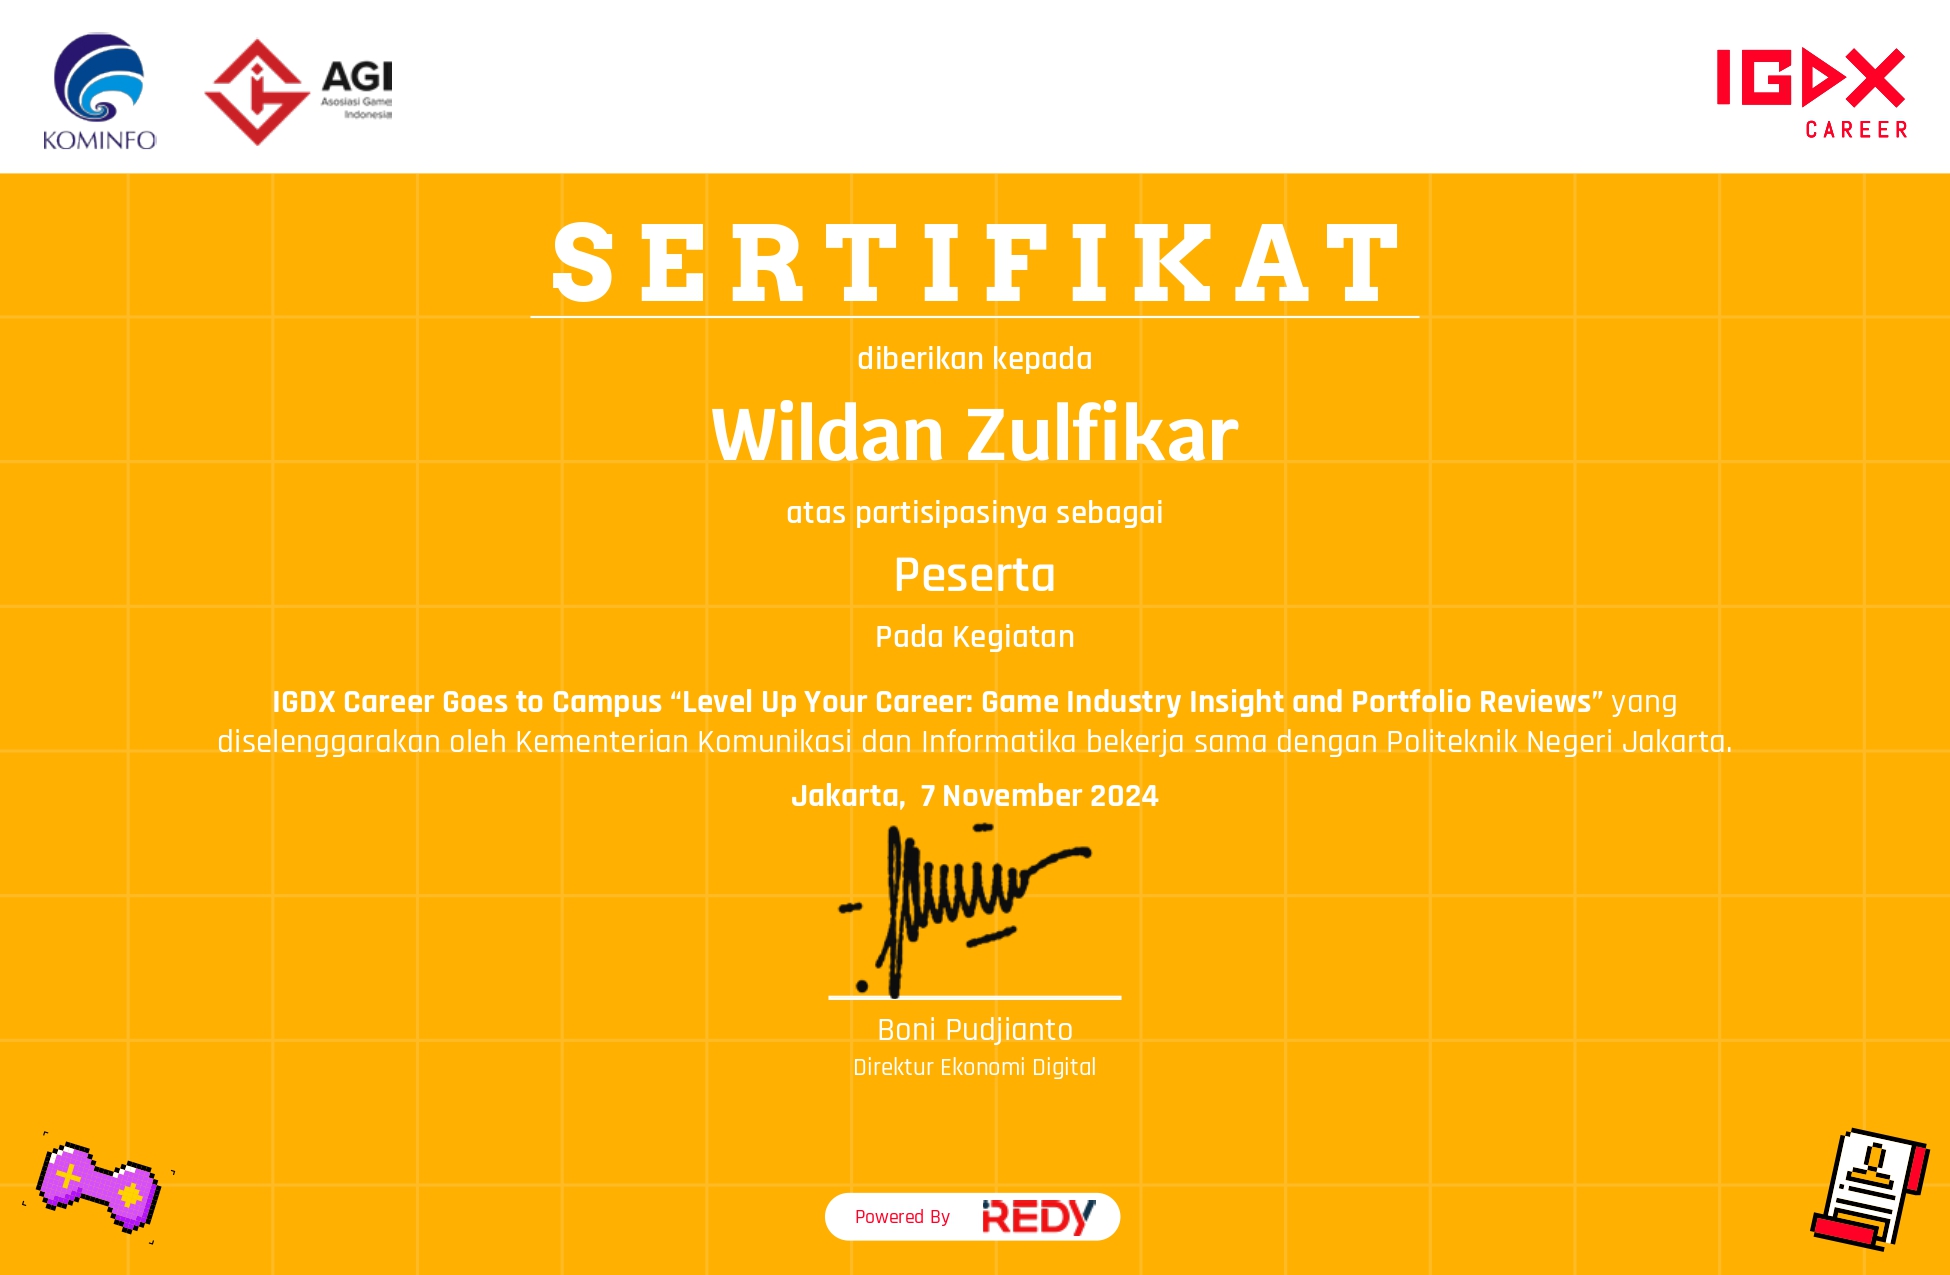 KOMINFO
AGI
Asosiasi Game
Indonesia
IGDX
CAREER
SERTIFIKAT
diberikan kepada
Wildan Zulfikar
atas partisipasinya sebagai
Peserta
Pada Kegiatan
IGDX Career Goes to Campus “Level Up Your Career: Game Industry Insight and Portfolio Reviews” yang
diselenggarakan oleh Kementerian Komunikasi dan Informatika bekerja sama dengan Politeknik Negeri Jakarta.
Jakarta, 7 November 2024
Boni Pudjianto
Direktur Ekonomi Digital
Powered By iREDY